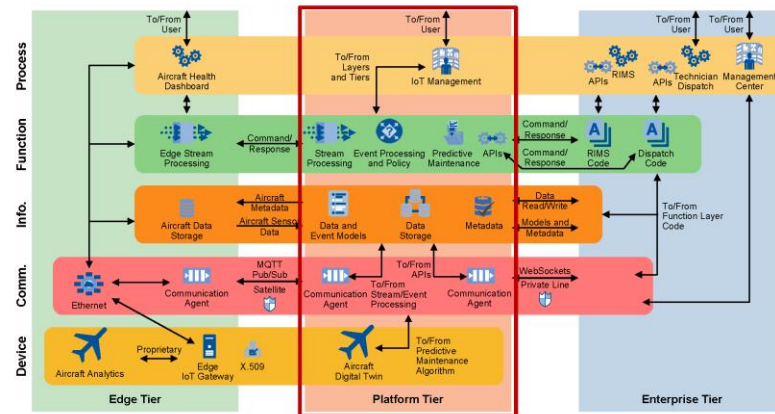 To/From
User
To/From
User
To/From
User
To/From
User
Process
Aircraft Health
Dashboard
To/From
Layers
and Tiers
IoT Management
APIs
RIMS
APIs
Technician
Dispatch
Management
Center
Function
Edge Stream
Processing
Command/
Response
Stream
Processing
Event Processing
and Policy
Predictive
Maintenance
APIs
Command/
Response
Command/
Response
RIMS
Code
Dispatch
Code
Info.
Aircraft Data
Storage
Aircraft
Metadata
Aircraft Sensor
Data
Data and
Event Models
Data
Storage
Metadata
Data
Read/Write
Models and
Metadata
To/From
Function Layer
Code
Comm.
Ethernet
Communication
Agent
MQTT
Pub/Sub
Satellite
Communication
Agent
To/From
Stream/Event
Processing
To/From
APIs
Communication
Agent
WebSockets
Private Line
Device
Aircraft Analytics
Proprietary
Edge
IoT Gateway
X.509
Aircraft
Digital Twin
To/From
Predictive
Maintenance
Algorithm
Edge Tier
Platform Tier
Enterprise Tier